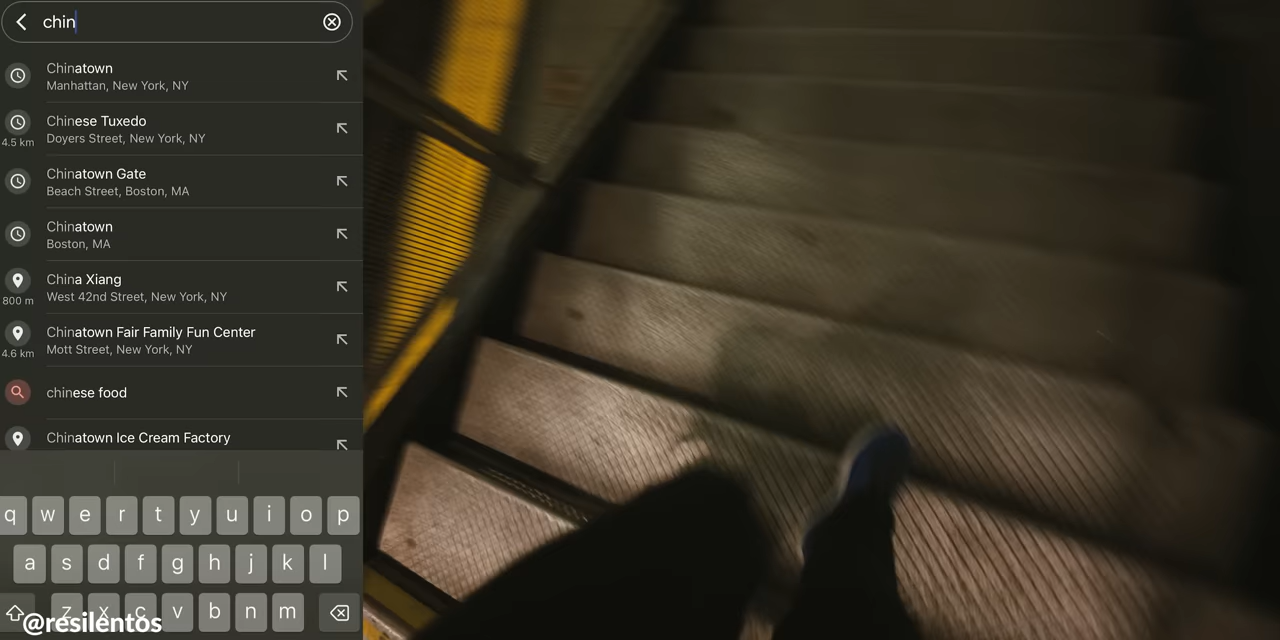 chin
Chinatown
Manhattan, New York, NY
Chinese Tuxedo
4.5 km
Doyers Street, New York, NY
Chinatown Gate
Beach Street, Boston, MA
Chinatown
Boston, MA
China Xiang
800 m
West 42nd Street, New York, NY
Chinatown Fair Family Fun Center
4.6 km
Mott Street, New York, NY
chinese food
Chinatown Ice Cream Factory
q w e r t y u i o p
a s d f g h j k l
z x c v b n m
@resilentos